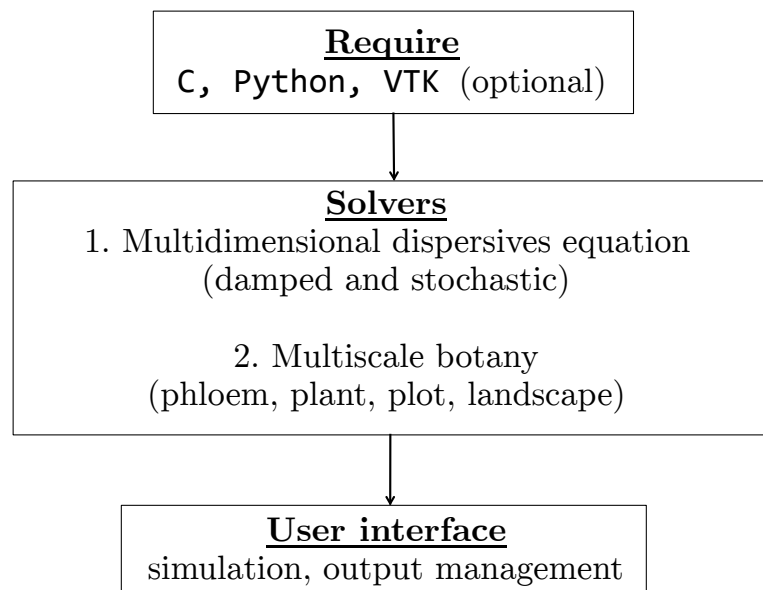 Require
C, Python, VTK (optional)
Solvers
1. Multidimensional dispersives equation
(damped and stochastic)
2. Multiscale botany
(phloem, plant, plot, landscape)
User interface
simulation, output management